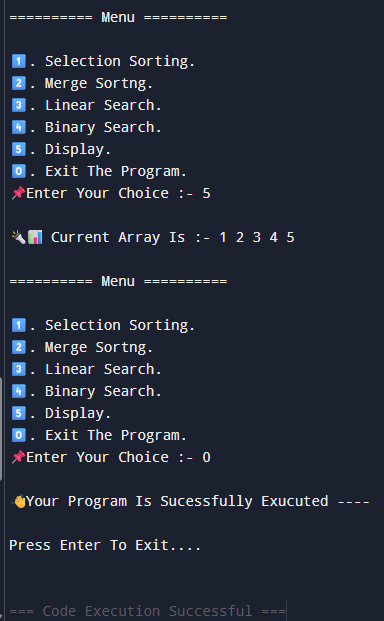 ========== Menu ==========
1️⃣. Selection Sorting.
2️⃣. Merge Sortng.
3️⃣. Linear Search.
4️⃣. Binary Search.
5️⃣. Display.
0️⃣. Exit The Program.
📌Enter Your Choice :- 5
🔦📊 Current Array Is :- 1 2 3 4 5
========== Menu ==========
1️⃣. Selection Sorting.
2️⃣. Merge Sortng.
3️⃣. Linear Search.
4️⃣. Binary Search.
5️⃣. Display.
0️⃣. Exit The Program.
📌Enter Your Choice :- 0
👋Your Program Is Sucessfully Exucuted ----
Press Enter To Exit....
=== Code Execution Successful ===